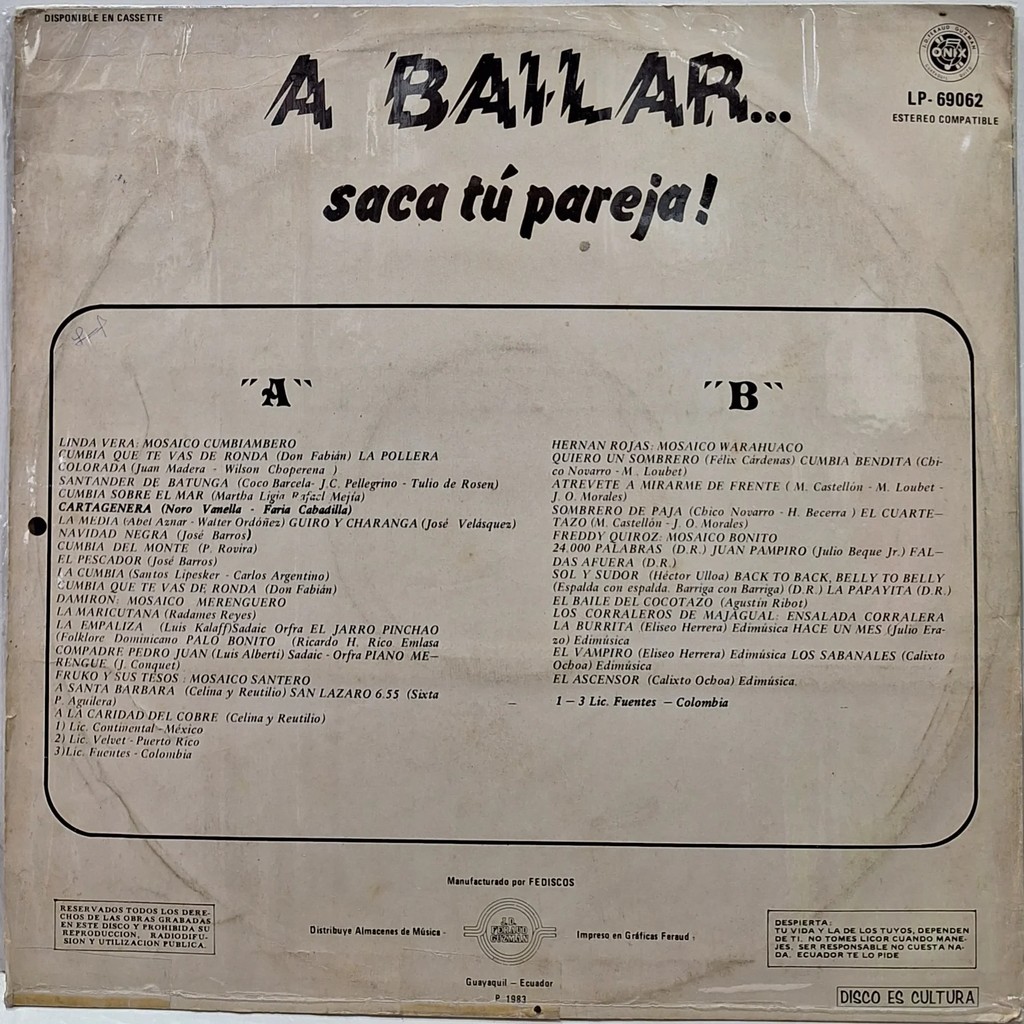 DISPONIBLE EN CASSETTE
A BAILAR...
saca tú pareja!
ONIX
LP-69062
ESTEREO COMPATIBLE
"A"
LINDA VERA: MOSAICO CUMBIAMBERO
CUMBIA QUE TE VAS DE RONDA (Don Fabián) LA POLLERA
COLORADA (Juan Madera - Wilson Choperena )
SANTANDER DE BATUNGA (Coco Barcela- J.C. Pellegrino - Tulio de Rosen)
CUMBIA SOBRE EL MAR (Martha Ligia Rafael Mejía)
CARTAGENERA (Noro Vanella - Faria Cabadilla)
LA MEDIA (Abel Aznar - Walter Ordóñez) GUIRO Y CHARANGA (José Velásquez)
NAVIDAD NEGRA (José Barros)
CUMBIA DEL MONTE (P. Rovira)
EL PESCADOR (José Barros)
LA CUMBIA (Santos Lipesker - Carlos Argentino)
CUMBIA QUE TE VAS DE RONDA (Don Fabián)
DAMIRON: MOSAICO MERENGUERO
LA MARICUTANA (Radames Reyes)
LA EMPALIZA (Luis Kalaff)Sadaic Orfra EL JARRO PINCHAO
(Folklore Dominicano PALO BONITO (Ricardo H. Rico Emlasa
COMPADRE PEDRO JUAN (Luis Alberti) Sadaic - Orfra PIANO ME-
RENGUE (J. Conquet)
FRUKO Y SUS TESOS : MOSAICO SANTERO
A SANTA BARBARA (Celina y Reutilio) SAN LAZARO 6.55 (Sixta
P. Aguilera)
A LA CARIDAD DEL COBRE (Celina y Reutilio)
1) Lic. Continental - México
2) Lic. Velvet - Puerto Rico
3)Lic. Fuentes - Colombia
"B"
HERNAN ROJAS: MOSAICO WARAHUACO
QUIERO UN SOMBRERO (Félix Cárdenas) CUMBIA BENDITA (Chi-
co Novarro - M . Loubet)
ATREVETE A MIRARME DE FRENTE ( M. Castellón - M. Loubet -
J. O. Morales)
SOMBRERO DE PAJA (Chico Novarro - H. Becerra ) EL CUARTE-
TAZO (M. Castellón - J. O. Morales)
FREDDY QUIROZ: MOSAICO BONITO
24.000 PALABRAS (D.R.) JUAN PAMPIRO (Julio Beque Jr.) FAL-
DAS AFUERA (D.R.)
SOL Y SUDOR (Héctor Ulloa) BACK TO BACK, BELLY TO BELLY
(Espalda con espalda. Barriga con Barriga) (D.R.) LA PAPAYITA (D.R.)
EL BAILE DEL COCOTAZO (Agustín Ribot)
LOS CORRALEROS DE MAJAGUAL: ENSALADA CORRALERA
LA BURRITA (Eliseo Herrera) Edimúsica HACE UN MES (Julio Era-
zo) Edimúsica
EL VAMPIRO (Eliseo Herrera) Edimúsica LOS SABANALES (Calixto
Ochoa) Edimúsica
EL ASCENSOR (Calixto Ochoa) Edimúsica.
1 - 3 Lic. Fuentes - Colombia
Manufacturado por FEDISCOS
RESERVADOS TODOS LOS DERE-
CHOS DE LAS OBRAS GRABADAS
EN ESTE DISCO Y PROHIBIDA SU
REPRODUCCION, RADIODIFU-
SION Y UTILIZACION PUBLICA.
Distribuye Almacenes de Música -
J.D.
FERAUD
GUZMAN
Impreso en Gráficas Feraud
Guayaquil - Ecuador
P 1983
DESPIERTA:
TU VIDA Y LA DE LOS TUYOS, DEPENDEN
DE TI. NO TOMES LICOR CUANDO MANE-
JES, SER RESPONSABLE NO CUESTA NA-
DA. ECUADOR TE LO PIDE
DISCO ES CULTURA